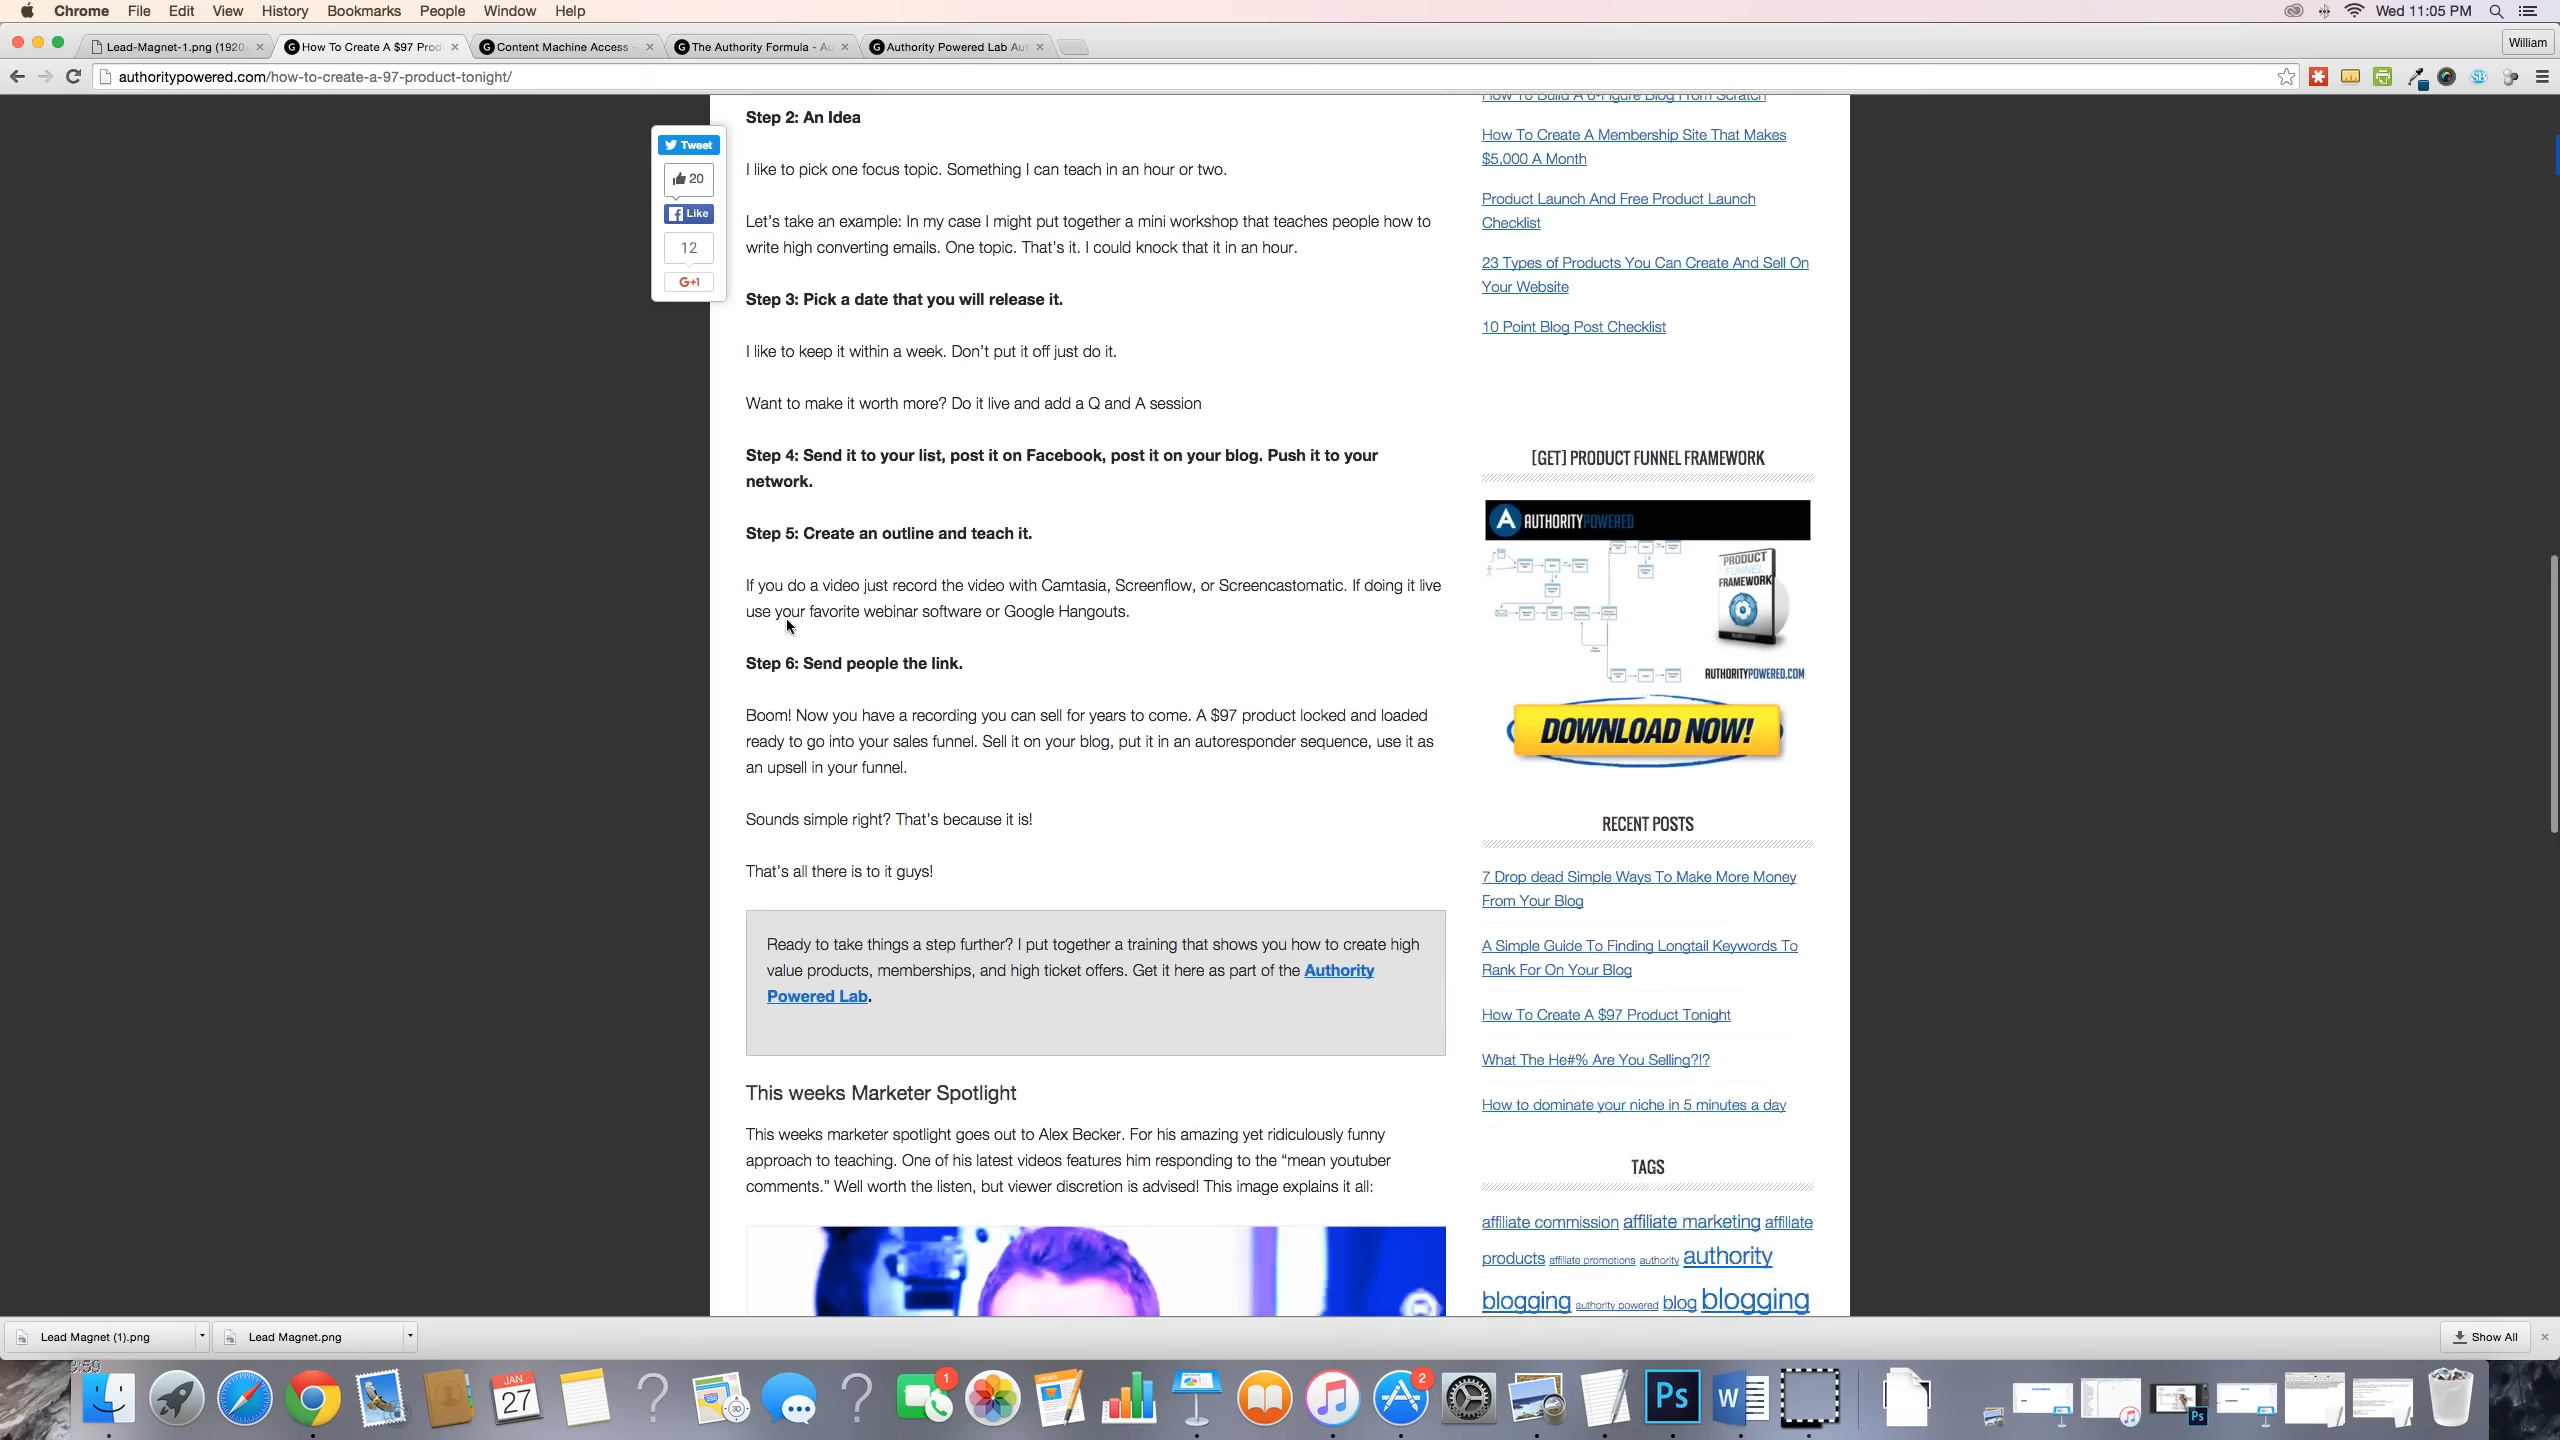 Chrome File Edit View History Bookmarks People Window Help Wed 11:05 PM
Lead-Magnet-1.png (1920 How To Create A $97 Prod Content Machine Access - The Authority Formula - Au Authority Powered Lab Aut William
authoritypowered.com/how-to-create-a-97-product-tonight/
Tweet
20
Like
12
G+1
Step 2: An Idea
I like to pick one focus topic. Something I can teach in an hour or two.
Let's take an example: In my case I might put together a mini workshop that teaches people how to
write high converting emails. One topic. That's it. I could knock that it in an hour.
Step 3: Pick a date that you will release it.
I like to keep it within a week. Don't put it off just do it.
Want to make it worth more? Do it live and add a Q and A session
Step 4: Send it to your list, post it on Facebook, post it on your blog. Push it to your
network.
Step 5: Create an outline and teach it.
If you do a video just record the video with Camtasia, Screenflow, or Screencastomatic. If doing it live
use your favorite webinar software or Google Hangouts.
Step 6: Send people the link.
Boom! Now you have a recording you can sell for years to come. A $97 product locked and loaded
ready to go into your sales funnel. Sell it on your blog, put it in an autoresponder sequence, use it as
an upsell in your funnel.
Sounds simple right? That's because it is!
That's all there is to it guys!
Ready to take things a step further? I put together a training that shows you how to create high
value products, memberships, and high ticket offers. Get it here as part of the Authority
Powered Lab.
This weeks Marketer Spotlight
This weeks marketer spotlight goes out to Alex Becker. For his amazing yet ridiculously funny
approach to teaching. One of his latest videos features him responding to the “mean youtuber
comments.” Well worth the listen, but viewer discretion is advised! This image explains it all:
How To Build A 6-Figure Blog From Scratch
How To Create A Membership Site That Makes
$5,000 A Month
Product Launch And Free Product Launch
Checklist
23 Types of Products You Can Create And Sell On
Your Website
10 Point Blog Post Checklist
[GET] PRODUCT FUNNEL FRAMEWORK
A AUTHORITYPOWERED
PRODUCT
FUNNEL
FRAMEWORK
AUTHORITYPOWERED.COM
DOWNLOAD NOW!
RECENT POSTS
7 Drop dead Simple Ways To Make More Money
From Your Blog
A Simple Guide To Finding Longtail Keywords To
Rank For On Your Blog
How To Create A $97 Product Tonight
What The He#% Are You Selling?!?
How to dominate your niche in 5 minutes a day
TAGS
affiliate commission affiliate marketing affiliate
products affiliate promotions authority authority
blogging authority powered blog blogging
Lead Magnet (1).png Lead Magnet.png Show All
JAN
27
3D
PAGES
1
2
Ps
W
Ps